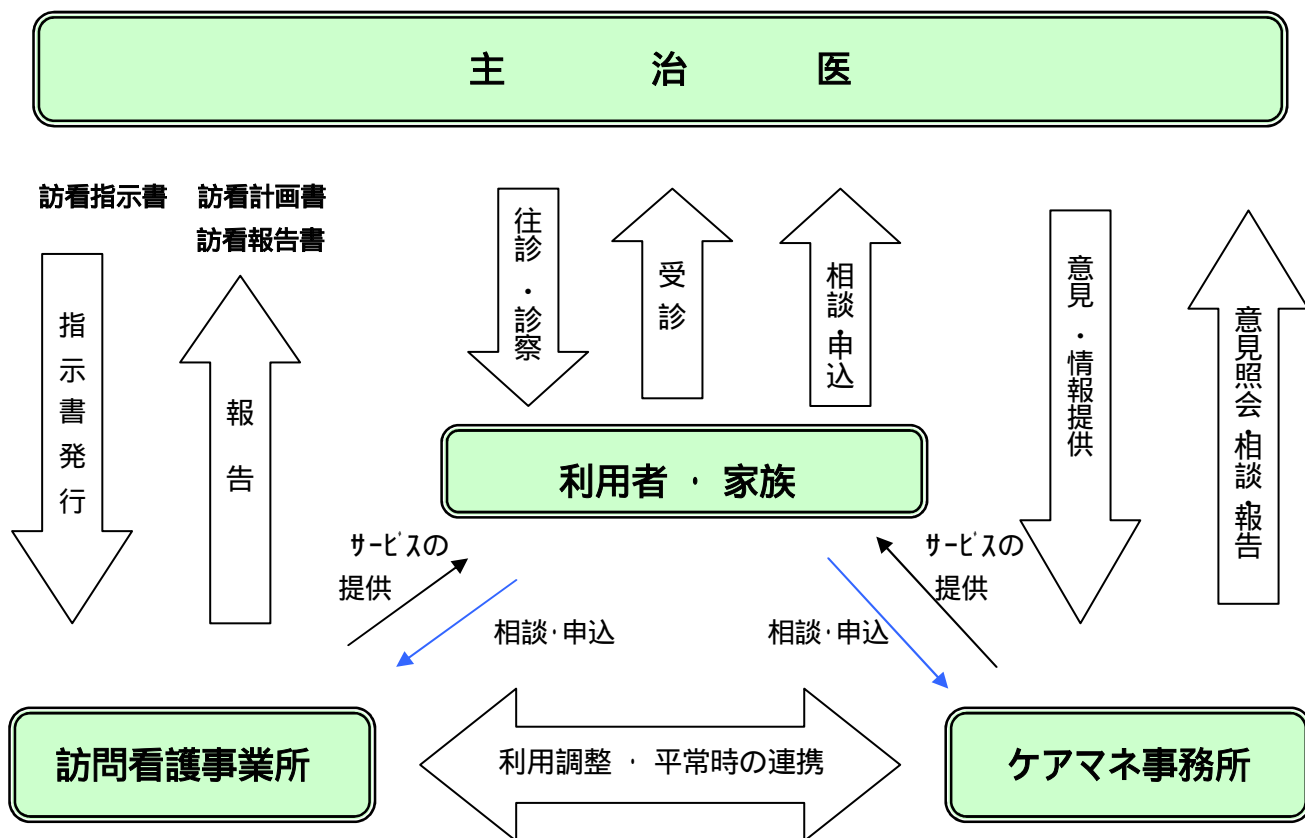 主 治 医
訪看指示書 訪看計画書
訪看報告書
指示書発行
報告
往診・診察
受診
相談・申込
意見・情報提供
意見照会・相談・報告
利用者 ・ 家族
ｻｰﾋﾞｽの
提供
相談・申込
ｻｰﾋﾞｽの
提供
相談・申込
訪問看護事業所
利用調整 ・ 平常時の連携
ケアマネ事務所